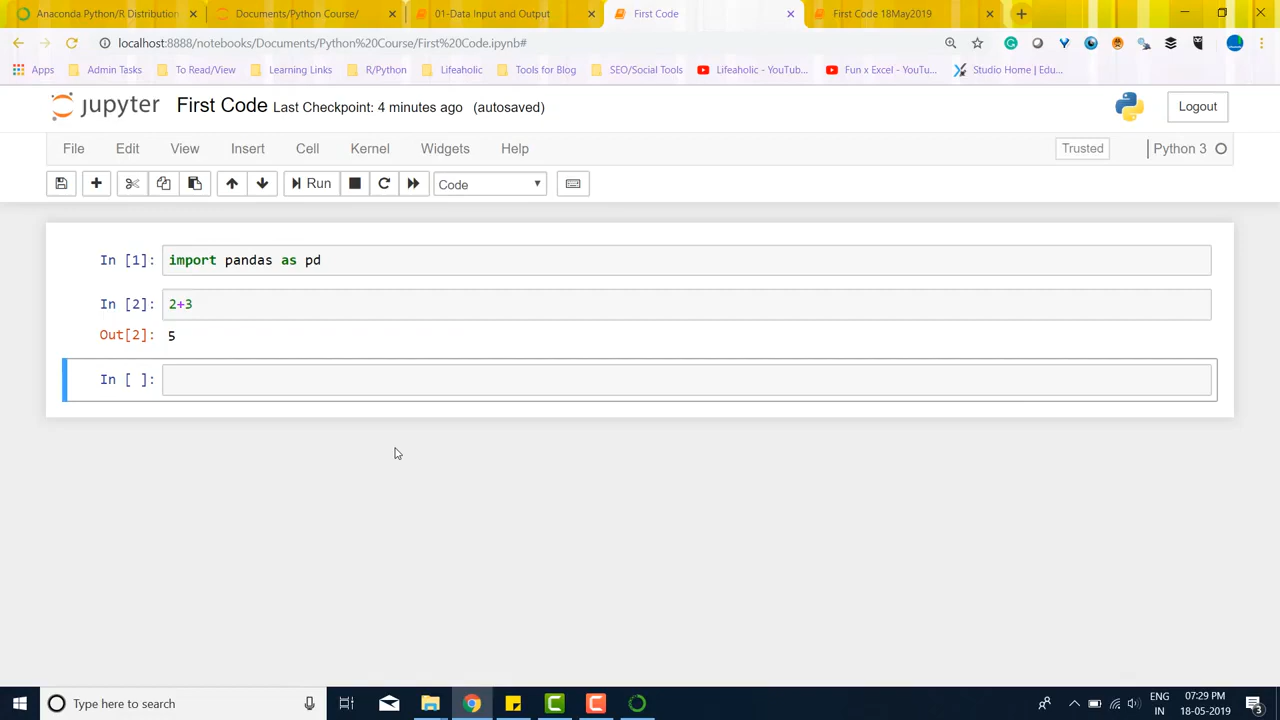 Anaconda Python/R Distribution
Documents/Python Course/
01-Data Input and Output
First Code
First Code 18May2019
localhost:8888/notebooks/Documents/Python%20Course/First%20Code.ipynb#
Apps Admin Tasks To Read/View Learning Links R/Python Lifeaholic Tools for Blog SEO/Social Tools Lifeaholic - YouTub... Fun x Excel - YouTu... Studio Home | Edu...
jupyter First Code Last Checkpoint: 4 minutes ago (autosaved) Logout
File Edit View Insert Cell Kernel Widgets Help Trusted Python 3
Run Code
In [1]: import pandas as pd
In [2]: 2+3
Out[2]: 5
In [ ]:
Type here to search
ENG 07:29 PM
IN 18-05-2019 3